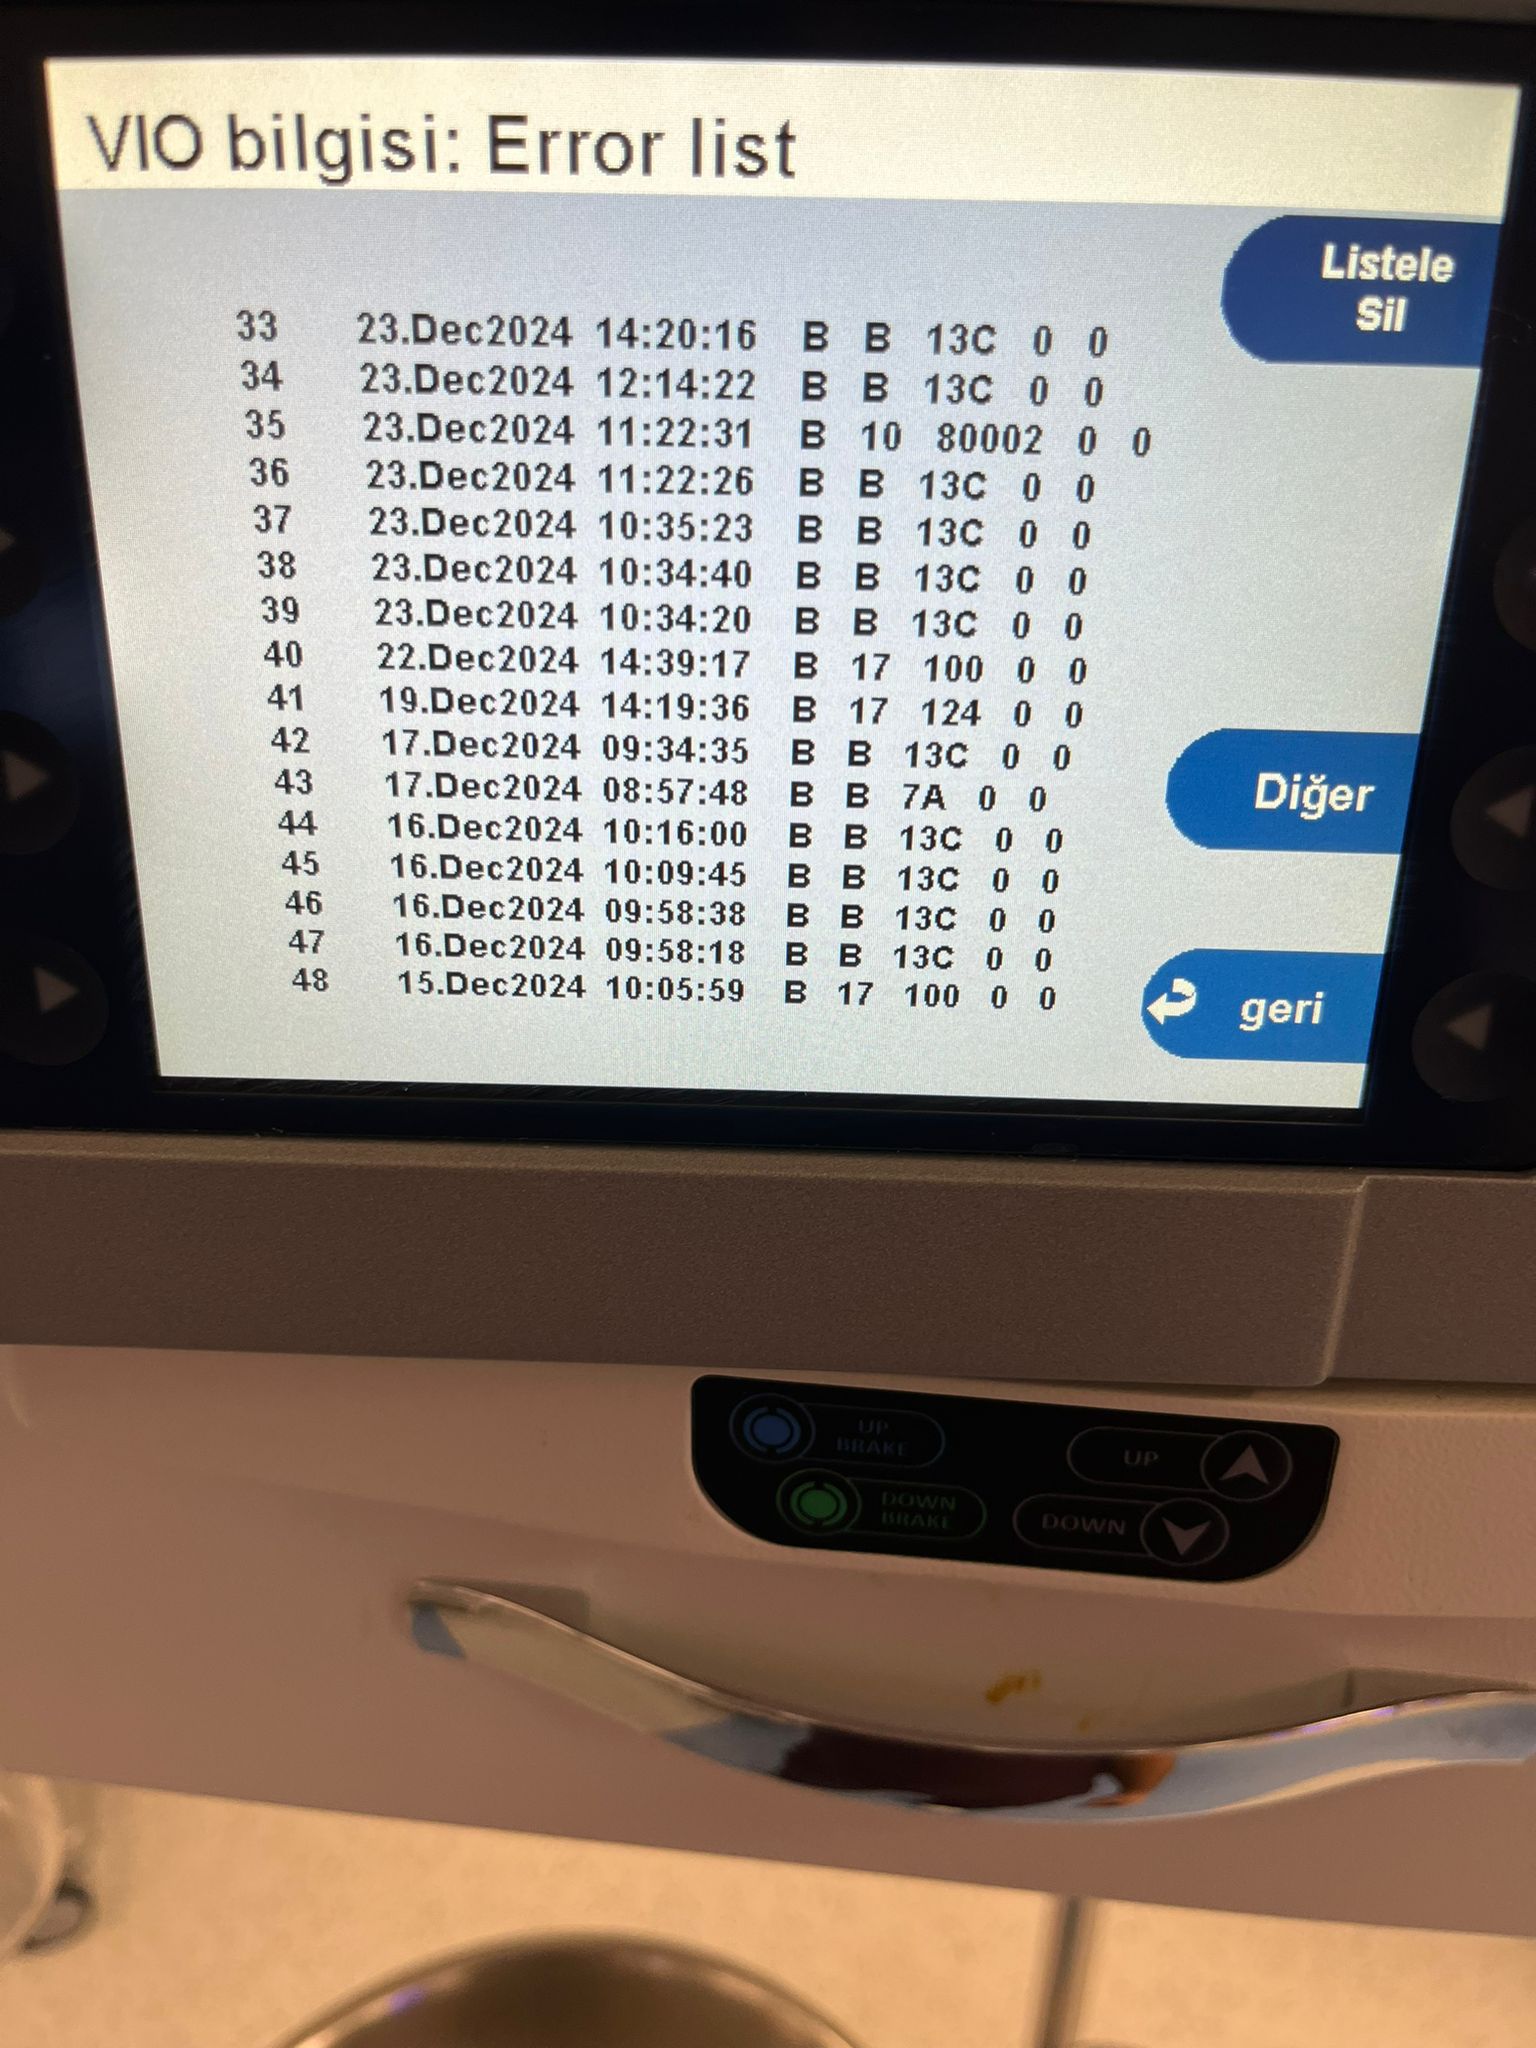 VIO bilgisi: Error list
Listele
Sil
33 23.Dec2024 14:20:16 B B 13C 0 0
34 23.Dec2024 12:14:22 B B 13C 0 0
35 23.Dec2024 11:22:31 B 10 80002 0 0
36 23.Dec2024 11:22:26 B B 13C 0 0
37 23.Dec2024 10:35:23 B B 13C 0 0
38 23.Dec2024 10:34:40 B B 13C 0 0
39 23.Dec2024 10:34:20 B B 13C 0 0
40 22.Dec2024 14:39:17 B 17 100 0 0
41 19.Dec2024 14:19:36 B 17 124 0 0
42 17.Dec2024 09:34:35 B B 13C 0 0
43 17.Dec2024 08:57:48 B B 7A 0 0
44 16.Dec2024 10:16:00 B B 13C 0 0
45 16.Dec2024 10:09:45 B B 13C 0 0
46 16.Dec2024 09:58:38 B B 13C 0 0
47 16.Dec2024 09:58:18 B B 13C 0 0
48 15.Dec2024 10:05:59 B 17 100 0 0
Diğer
geri
UP
BRAKE
UP
DOWN
BRAKE
DOWN